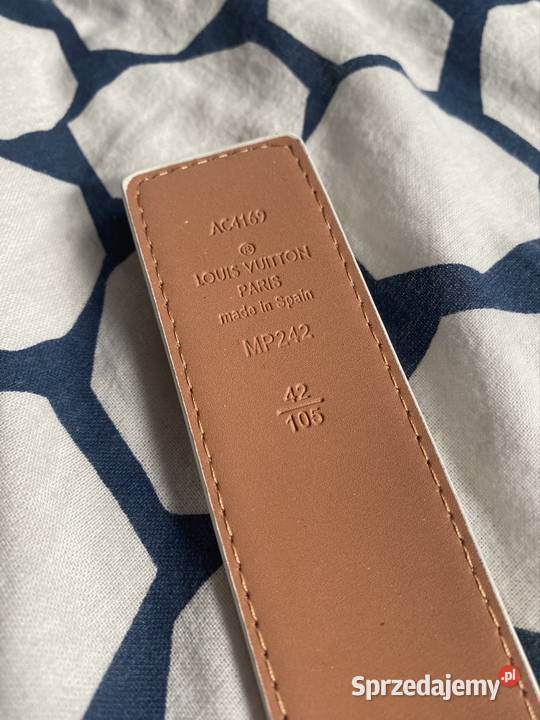 AC4169
®
LOUIS VUITTON
PARIS
made in Spain
MP242
42
105
Sprzedajemy.pl